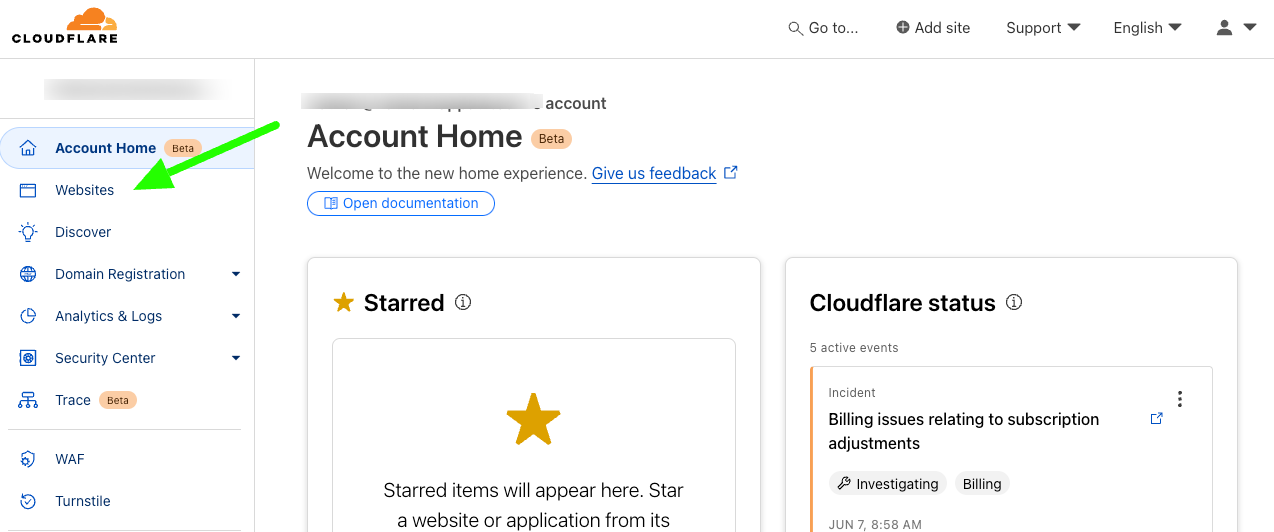 CLOUDFLARE
Go to...
Add site
Support
English
account
Account Home Beta
Websites
Discover
Domain Registration
Analytics & Logs
Security Center
Trace Beta
WAF
Turnstile
Account Home Beta
Welcome to the new home experience. Give us feedback
Open documentation
Starred
Starred items will appear here. Star
a website or application from its
Cloudflare status
5 active events
Incident
Billing issues relating to subscription
adjustments
Investigating Billing
JUN 7, 8:58 AM